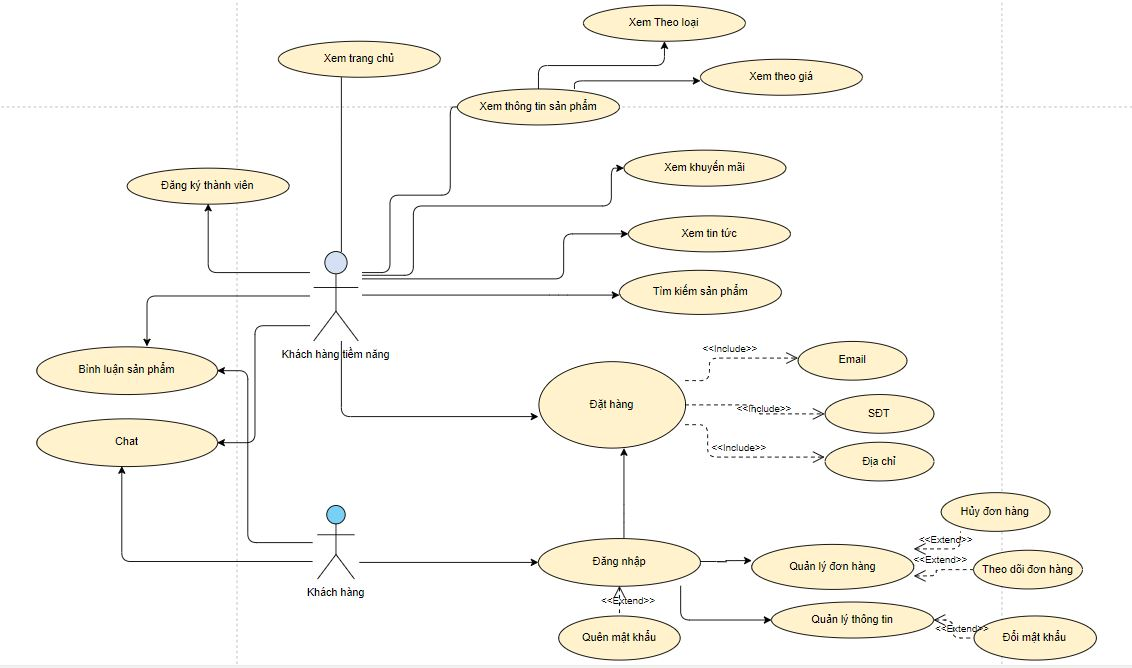 Xem Theo loại
Xem trang chủ
Xem theo giá
Xem thông tin sản phẩm
Xem khuyến mãi
Đăng ký thành viên
Xem tin tức
Tìm kiếm sản phẩm
Khách hàng tiềm năng
<<Include>>
Email
Bình luận sản phẩm
Đặt hàng
<<Include>>
SĐT
Chat
<<Include>>
Địa chỉ
Hủy đơn hàng
<<Extend>>
<<Extend>>
Theo dõi đơn hàng
Đăng nhập
Quản lý đơn hàng
Khách hàng
<<Extend>>
Quản lý thông tin
<<Extend>>
Quên mật khẩu
Đổi mật khẩu